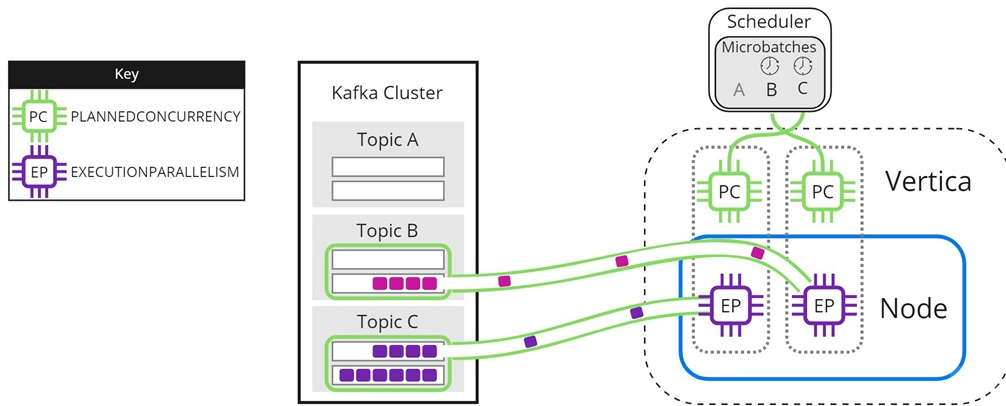 Key
PC PLANNEDCONCURRENCY
EP EXECUTIONPARALLELISM
Kafka Cluster
Topic A
Topic B
Topic C
Scheduler
Microbatches
A B C
PC PC
Vertica
EP EP
Node